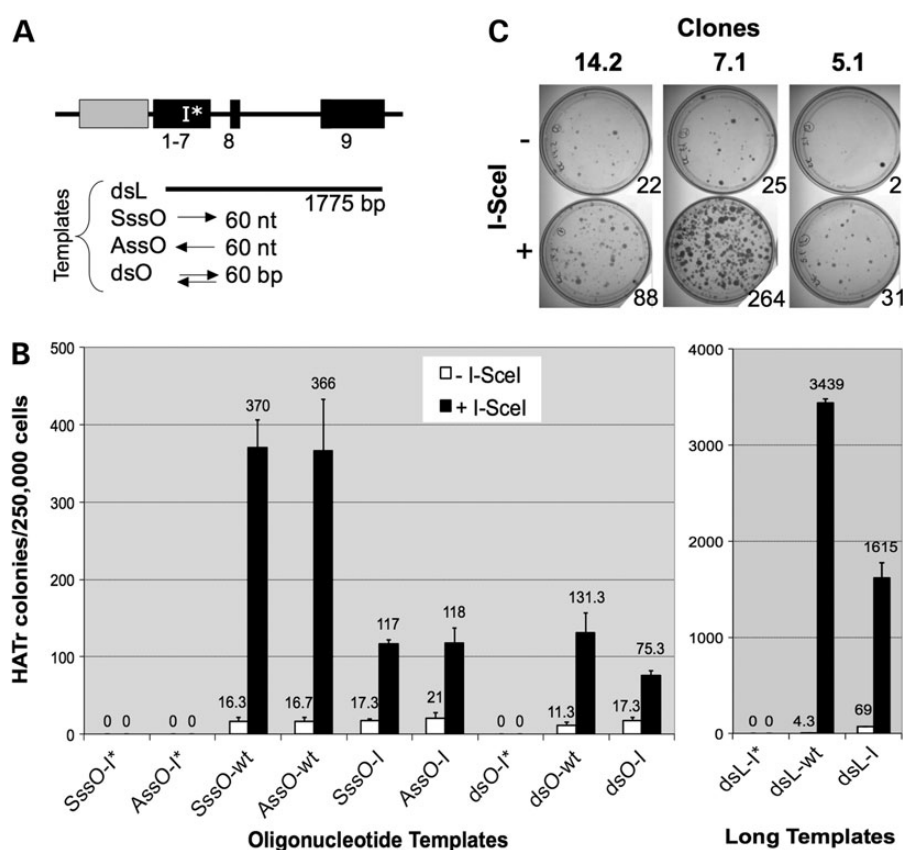 A
I*
1-7 8 9
Templates
dsL
1775 bp
SssO 60 nt
AssO 60 nt
dsO 60 bp
C
Clones
14.2 7.1 5.1
I-SceI
-
22 25 2
+
88 264 31
B
HATr colonies/250,000 cells
500
400
300
200
100
0
- I-SceI
+ I-SceI
0 0
0 0
16.3 370
16.7 366
17.3 117
21 118
0 0
11.3 131.3
17.3 75.3
SssO-I*
AssO-I*
SssO-wt
AssO-wt
SssO-I
AssO-I
dsO-I*
dsO-wt
dsO-I
Oligonucleotide Templates
4000
3000
2000
1000
0
0 0
4.3 3439
69 1615
dsL-I*
dsL-wt
dsL-I
Long Templates